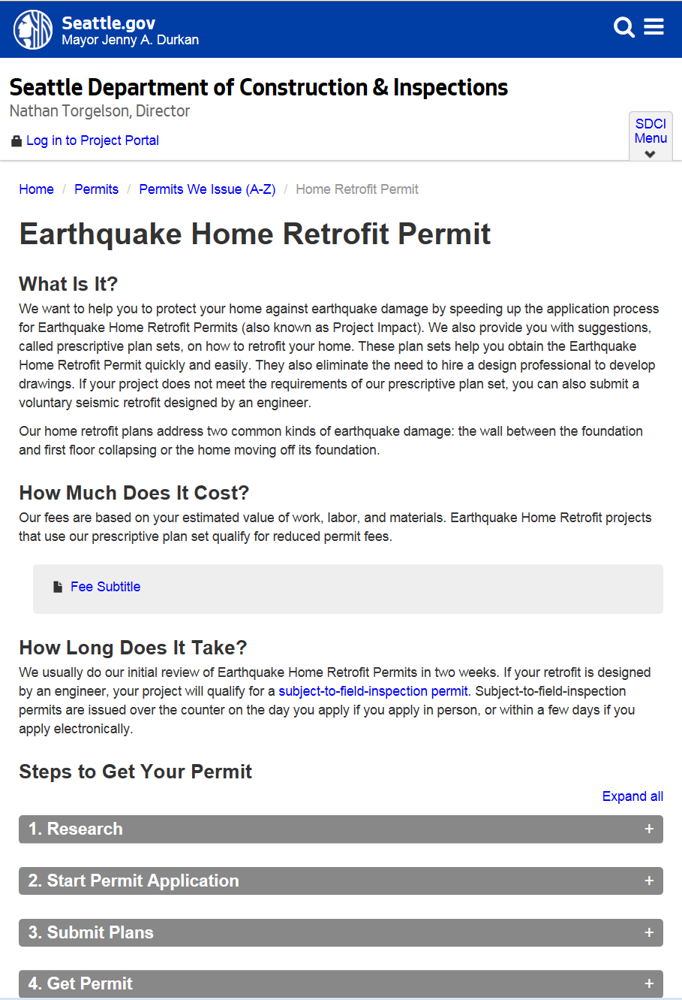 Seattle.gov
Mayor Jenny A. Durkan
Seattle Department of Construction & Inspections
Nathan Torgelson, Director
Log in to Project Portal
SDCI
Menu
Home / Permits / Permits We Issue (A-Z) / Home Retrofit Permit
Earthquake Home Retrofit Permit
What Is It?
We want to help you to protect your home against earthquake damage by speeding up the application process
for Earthquake Home Retrofit Permits (also known as Project Impact). We also provide you with suggestions,
called prescriptive plan sets, on how to retrofit your home. These plan sets help you obtain the Earthquake
Home Retrofit Permit quickly and easily. They also eliminate the need to hire a design professional to develop
drawings. If your project does not meet the requirements of our prescriptive plan set, you can also submit a
voluntary seismic retrofit designed by an engineer.
Our home retrofit plans address two common kinds of earthquake damage: the wall between the foundation
and first floor collapsing or the home moving off its foundation.
How Much Does It Cost?
Our fees are based on your estimated value of work, labor, and materials. Earthquake Home Retrofit projects
that use our prescriptive plan set qualify for reduced permit fees.
Fee Subtitle
How Long Does It Take?
We usually do our initial review of Earthquake Home Retrofit Permits in two weeks. If your retrofit is designed
by an engineer, your project will qualify for a subject-to-field-inspection permit. Subject-to-field-inspection
permits are issued over the counter on the day you apply if you apply in person, or within a few days if you
apply electronically.
Steps to Get Your Permit
Expand all
1. Research +
2. Start Permit Application +
3. Submit Plans +
4. Get Permit +